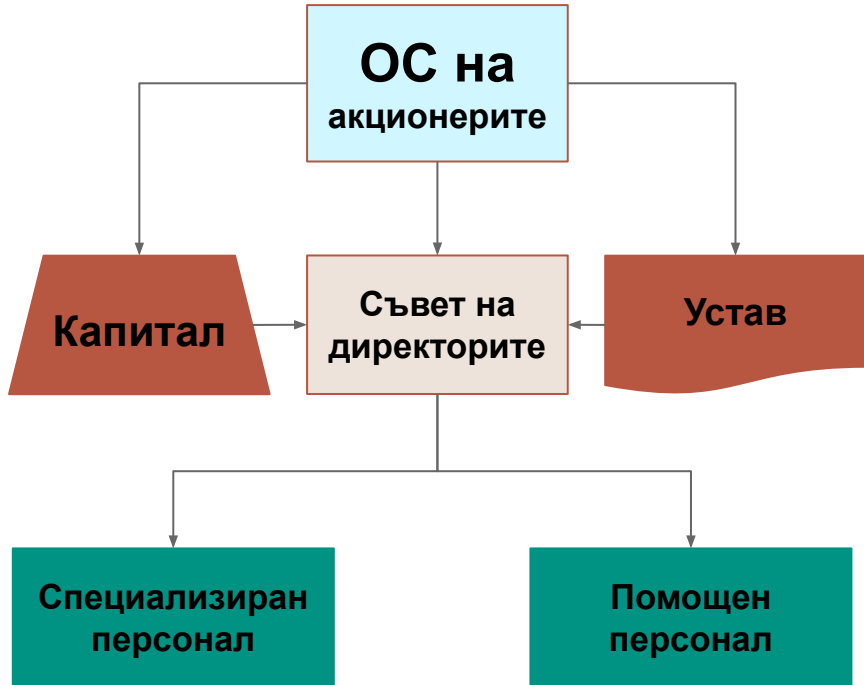 ОС на
акционерите
Капитал
Съвет на
директорите
Устав
Специализиран
персонал
Помощен
персонал